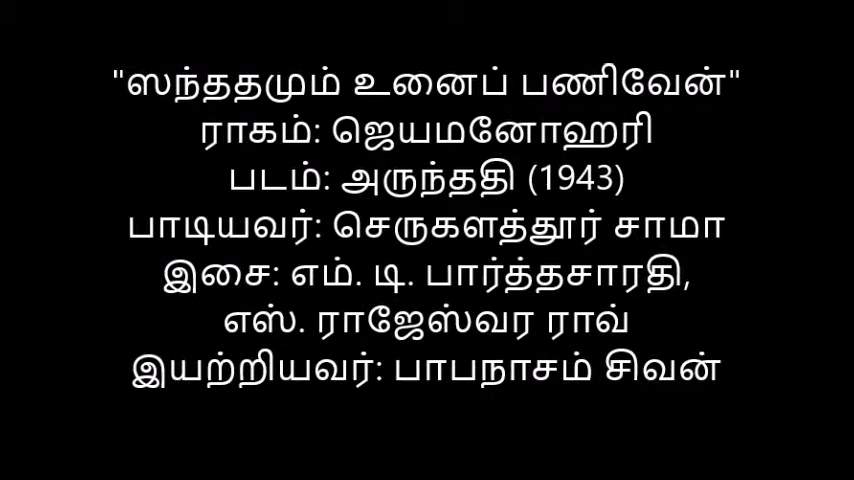 "ஸந்ததமும் உனைப் பணிவேன்"
ராகம்: ஜெயமனோஹரி
படம்: அருந்ததி (1943)
பாடியவர்: செருகளத்தூர் சாமா
இசை: எம். டி. பார்த்தசாரதி,
எஸ். ராஜேஸ்வர ராவ்
இயற்றியவர்: பாபநாசம் சிவன்